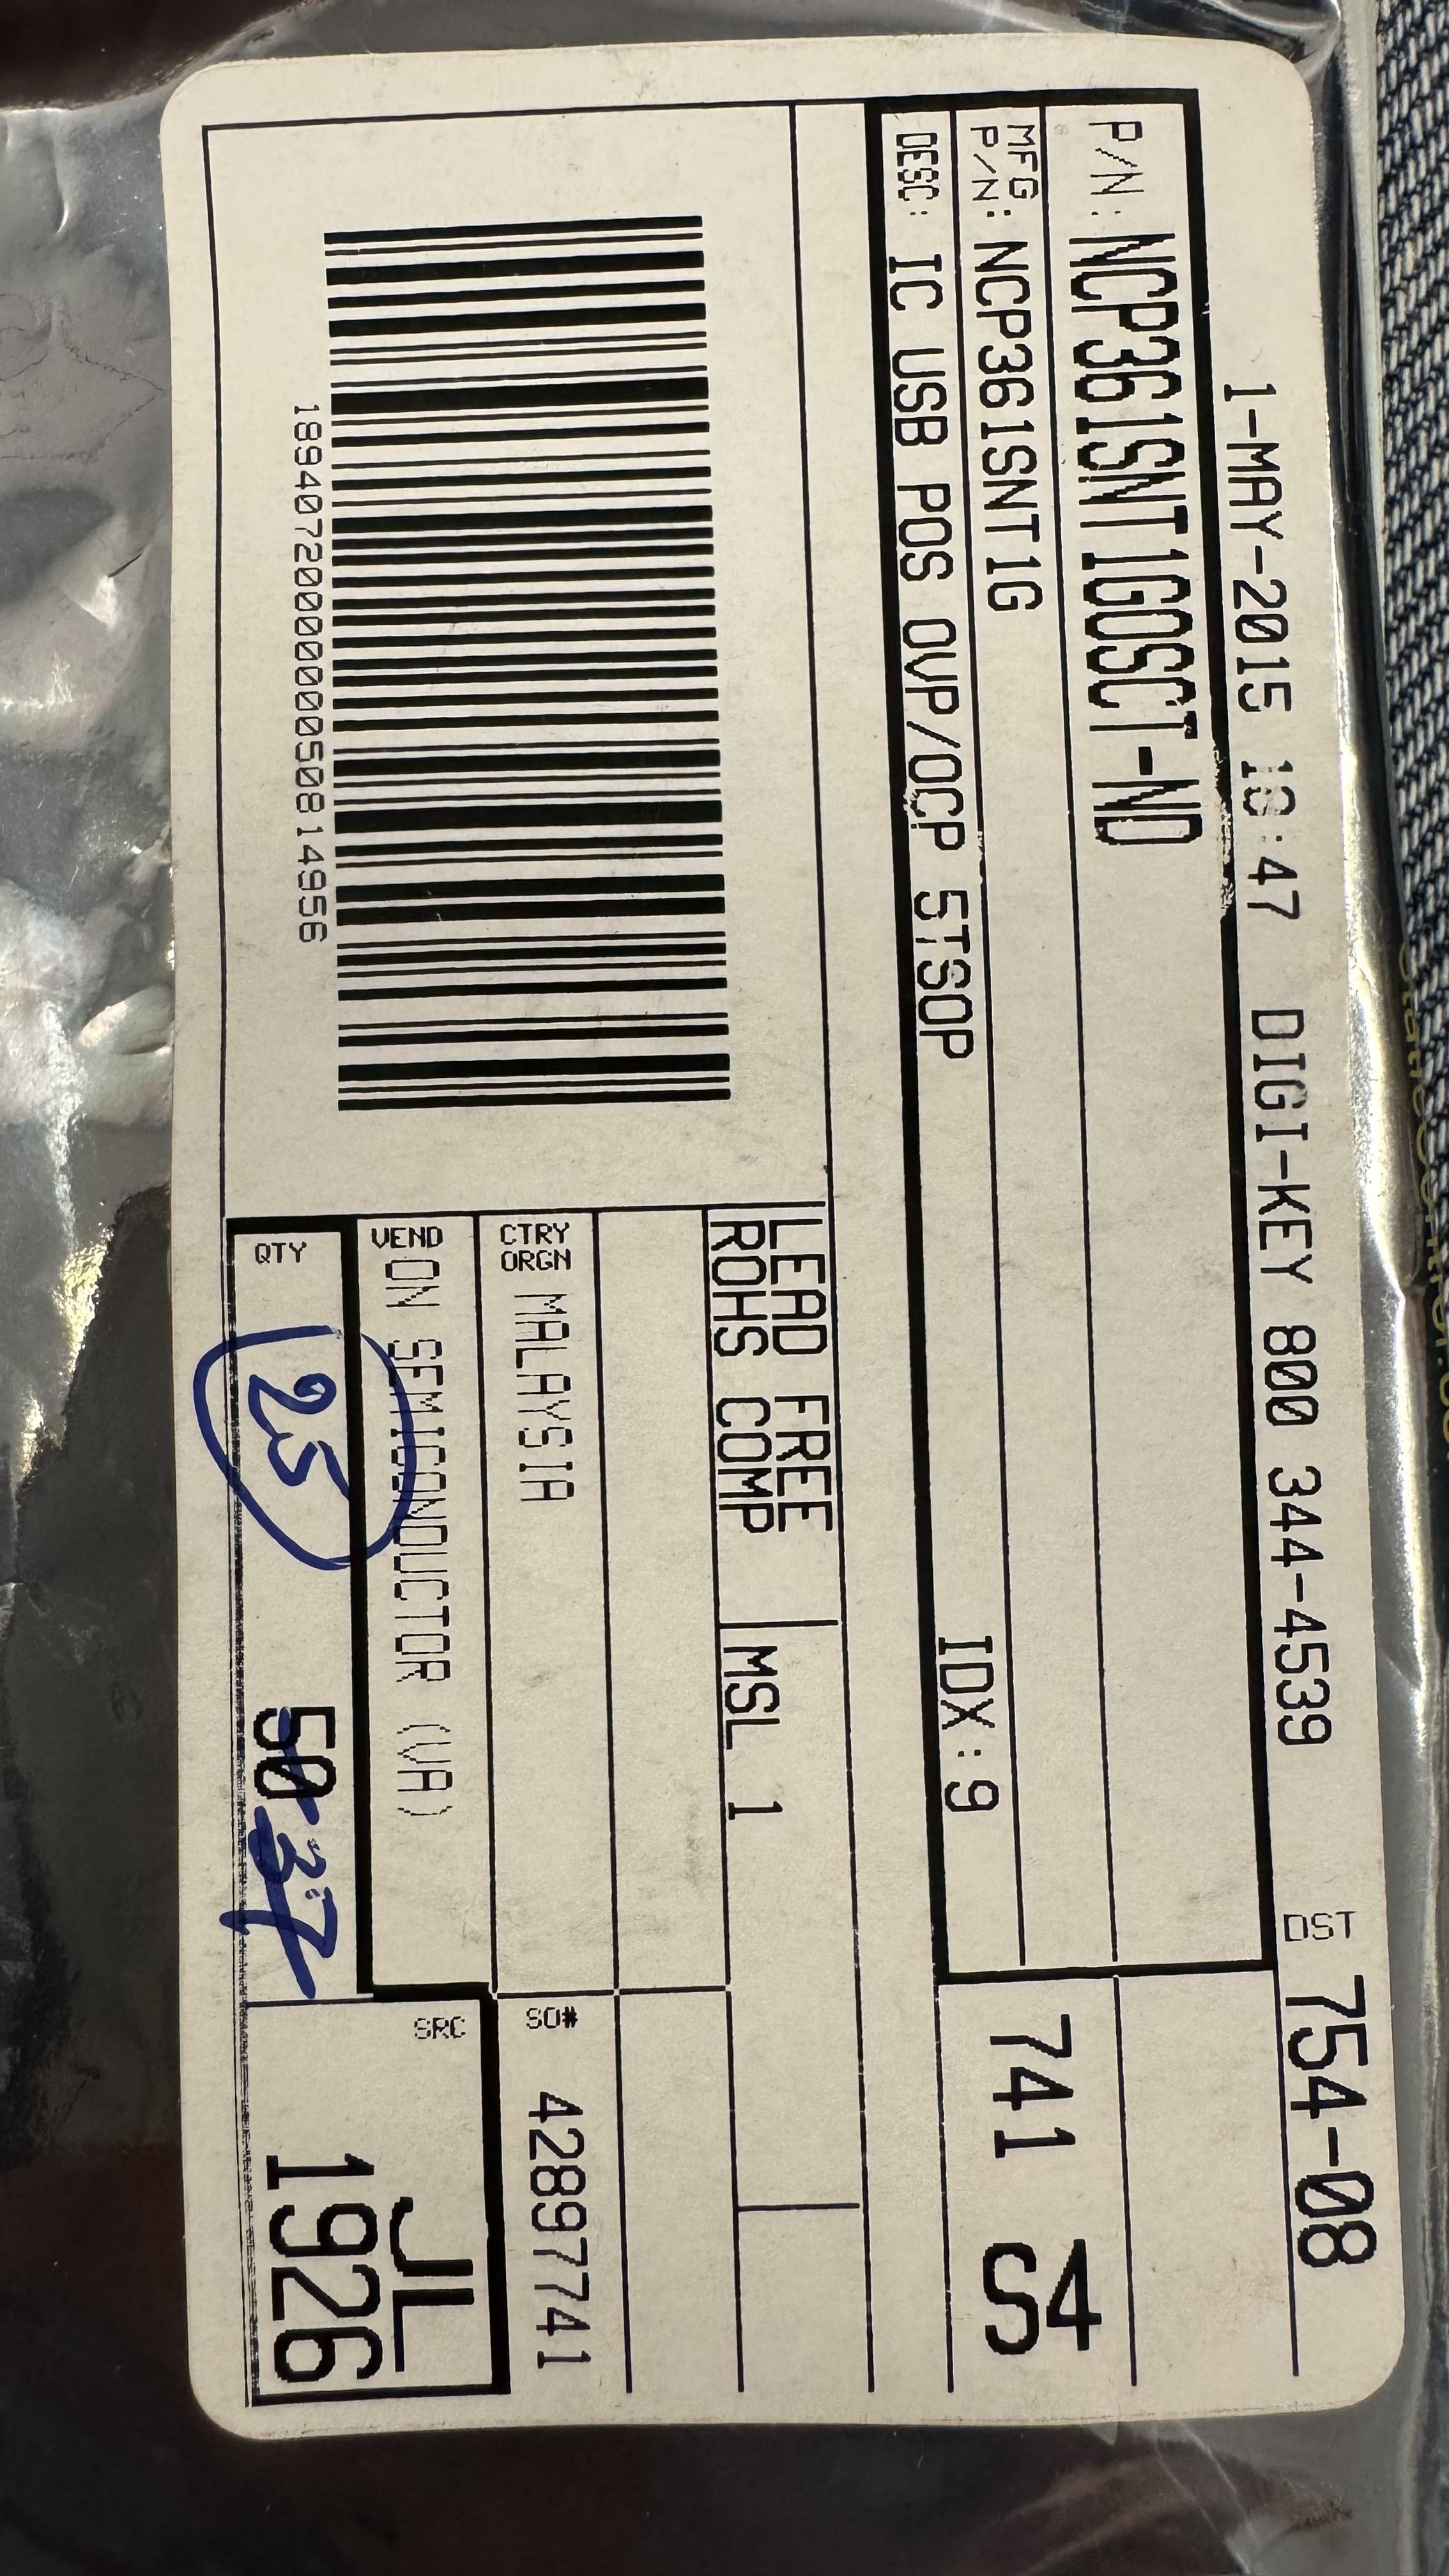 1-MAY-2015 10:47 DIGI-KEY 800 344-4539 DST 754-08
P/N: NCP361SNT1GOSCT-ND
MFG P/N: NCP361SNT1G
741 S4
DESC: IC USB POS OVP/OCP 5TSOP IDX: 9
LEAD FREE
ROHS COMP
MSL 1
CTRY ORGN MALAYSIA
SO# 4289741
VEND ON SEMICONDUCTOR (VA)
SRC JL
1926
QTY 25 50 37